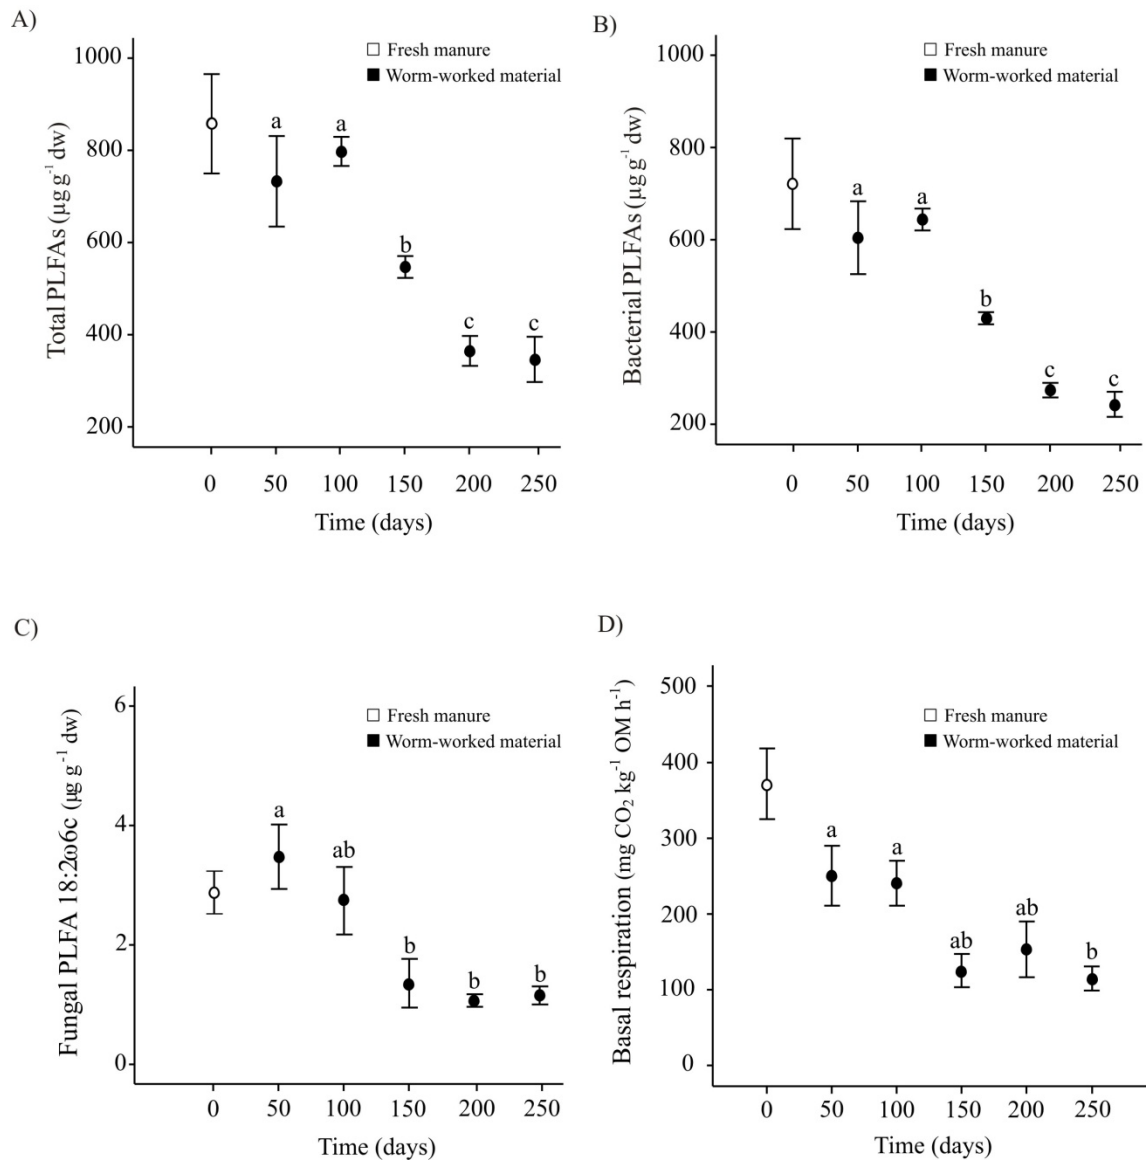 A)
Total PLFAs (µg g⁻¹ dw)
1000
800
600
400
200
□ Fresh manure
■ Worm-worked material
a
a
b
c
c
0 50 100 150 200 250
Time (days)
B)
Bacterial PLFAs (µg g⁻¹ dw)
1000
800
600
400
200
□ Fresh manure
■ Worm-worked material
a
a
b
c
c
0 50 100 150 200 250
Time (days)
C)
Fungal PLFA 18:2ω6c (µg g⁻¹ dw)
6
4
2
0
□ Fresh manure
■ Worm-worked material
a
ab
b
b
b
0 50 100 150 200 250
Time (days)
D)
Basal respiration (mg CO₂ kg⁻¹ OM h⁻¹)
500
400
300
200
100
0
□ Fresh manure
■ Worm-worked material
a
a
ab
ab
b
0 50 100 150 200 250
Time (days)